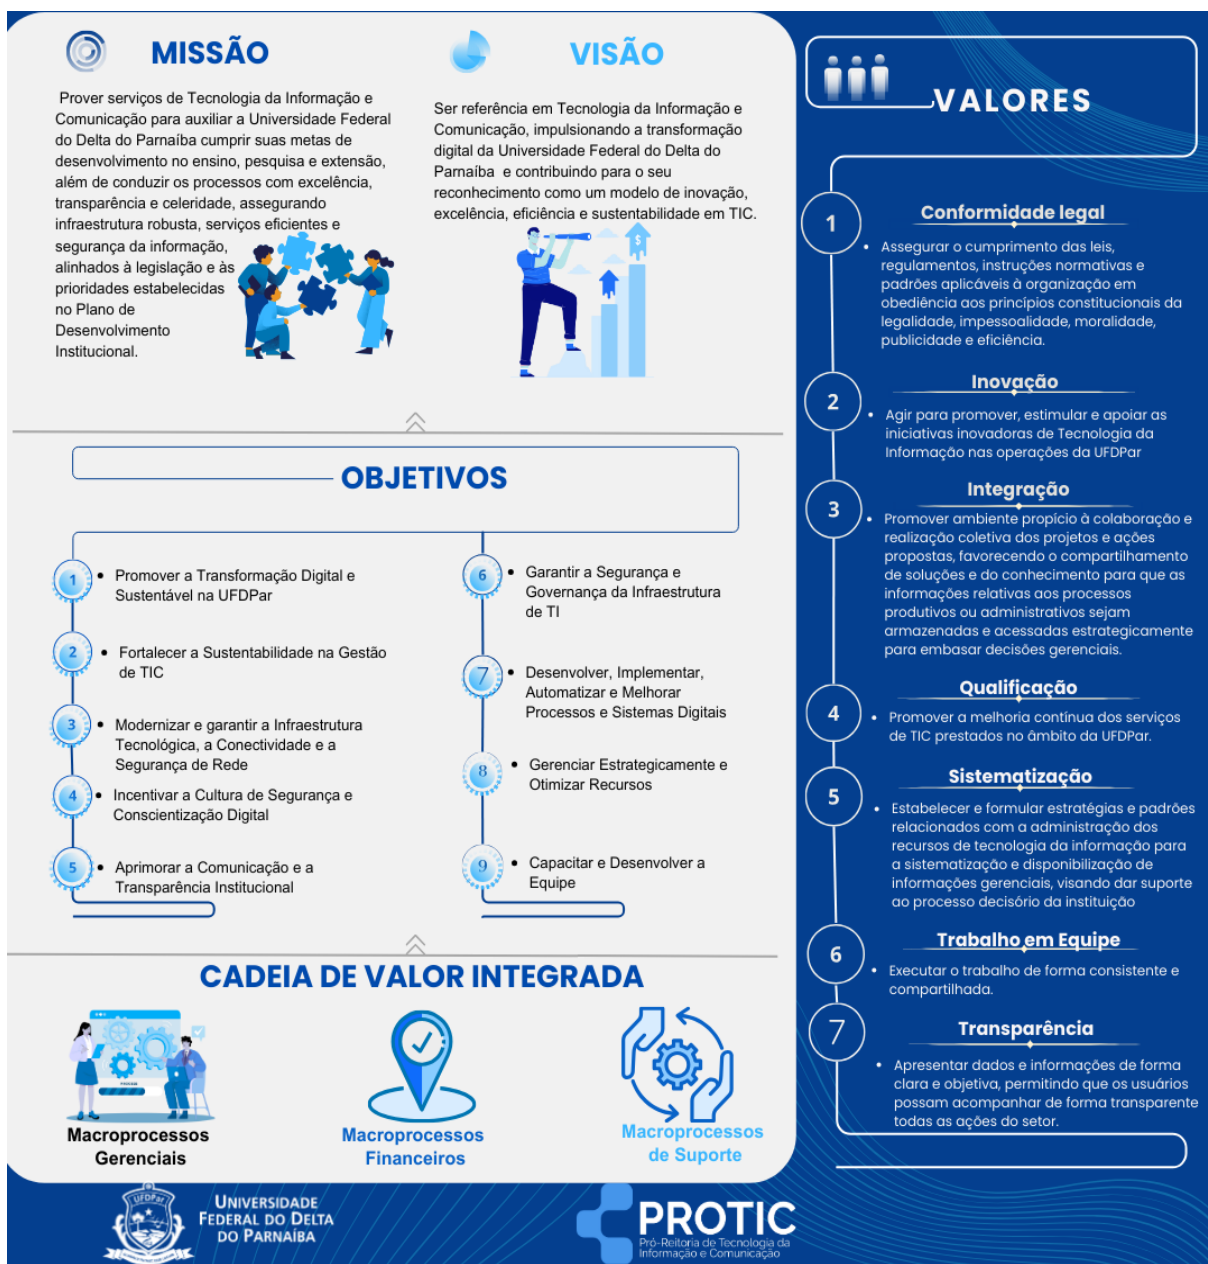 MISSÃO
Prover serviços de Tecnologia da Informação e
Comunicação para auxiliar a Universidade Federal
do Delta do Parnaíba cumprir suas metas de
desenvolvimento no ensino, pesquisa e extensão,
além de conduzir os processos com excelência,
transparência e celeridade, assegurando
infraestrutura robusta, serviços eficientes e
segurança da informação,
alinhados à legislação e às
prioridades estabelecidas
no Plano de
Desenvolvimento
Institucional.
VISÃO
Ser referência em Tecnologia da Informação e
Comunicação, impulsionando a transformação
digital da Universidade Federal do Delta do
Parnaíba e contribuindo para o seu
reconhecimento como um modelo de inovação,
excelência, eficiência e sustentabilidade em TIC.
$
OBJETIVOS
1
• Promover a Transformação Digital e
Sustentável na UFDPar
2
• Fortalecer a Sustentabilidade na Gestão
de TIC
3
• Modernizar e garantir a Infraestrutura
Tecnológica, a Conectividade e a
Segurança de Rede
4
• Incentivar a Cultura de Segurança e
Conscientização Digital
5
• Aprimorar a Comunicação e a
Transparência Institucional
6
• Garantir a Segurança e
Governança da Infraestrutura
de TI
7
• Desenvolver, Implementar,
Automatizar e Melhorar
Processos e Sistemas Digitais
8
• Gerenciar Estrategicamente e
Otimizar Recursos
9
• Capacitar e Desenvolver a
Equipe
CADEIA DE VALOR INTEGRADA
Macroprocessos
Gerenciais
Macroprocessos
Financeiros
Macroprocessos
de Suporte
VALORES
1
Conformidade legal
• Assegurar o cumprimento das leis,
regulamentos, instruções normativas e
padrões aplicáveis à organização em
obediência aos princípios constitucionais da
legalidade, impessoalidade, moralidade,
publicidade e eficiência.
2
Inovação
• Agir para promover, estimular e apoiar as
iniciativas inovadoras de Tecnologia da
Informação nas operações da UFDPar
3
Integração
• Promover ambiente propício à colaboração e
realização coletiva dos projetos e ações
propostas, favorecendo o compartilhamento
de soluções e do conhecimento para que as
informações relativas aos processos
produtivos ou administrativos sejam
armazenadas e acessadas estrategicamente
para embasar decisões gerenciais.
4
Qualificação
• Promover a melhoria contínua dos serviços
de TIC prestados no âmbito da UFDPar.
5
Sistematização
• Estabelecer e formular estratégias e padrões
relacionados com a administração dos
recursos de tecnologia da informação para
a sistematização e disponibilização de
informações gerenciais, visando dar suporte
ao processo decisório da instituição
6
Trabalho em Equipe
• Executar o trabalho de forma consistente e
compartilhada.
7
Transparência
• Apresentar dados e informações de forma
clara e objetiva, permitindo que os usuários
possam acompanhar de forma transparente
todas as ações do setor.
UFDPar
UNIVERSIDADE
FEDERAL DO DELTA
DO PARNAÍBA
PROTIC
Pró-Reitoria de Tecnologia da
Informação e Comunicação